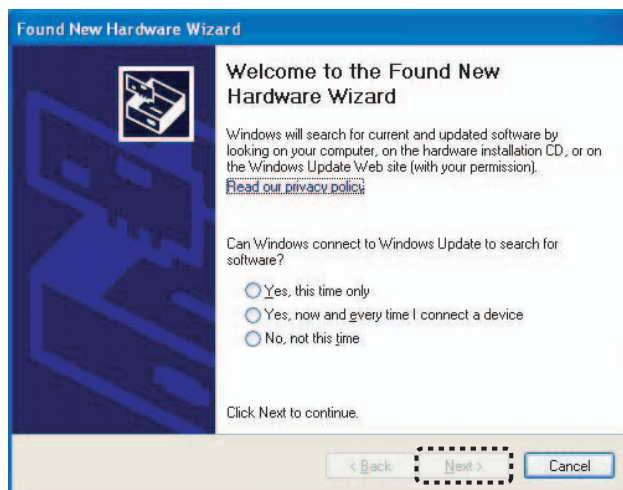 Found New Hardware Wizard
Welcome to the Found New
Hardware Wizard
Windows will search for current and updated software by
looking on your computer, on the hardware installation CD, or on
the Windows Update Web site (with your permission).
Read our privacy policy
Can Windows connect to Windows Update to search for
software?
Yes, this time only
Yes, now and every time I connect a device
No, not this time
Click Next to continue.
< Back Next > Cancel